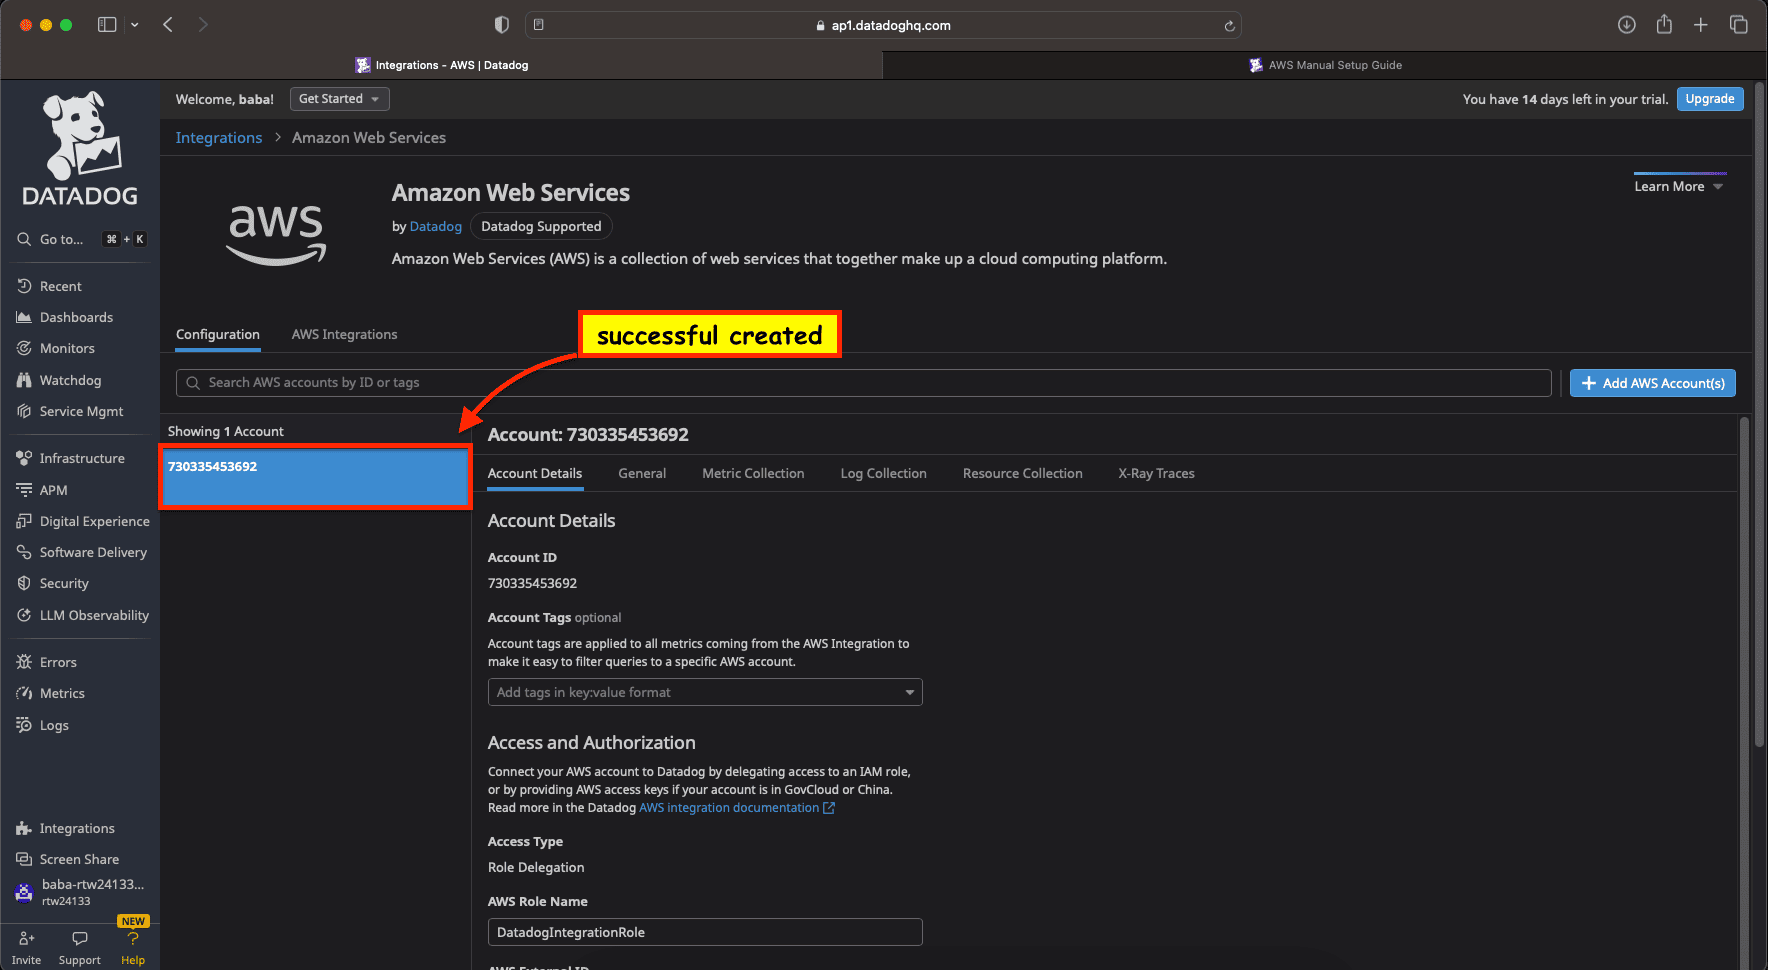 ap1.datadoghq.com
Integrations - AWS | Datadog
AWS Manual Setup Guide
DATADOG
Go to... ⌘ + K
Recent
Dashboards
Monitors
Watchdog
Service Mgmt
Infrastructure
APM
Digital Experience
Software Delivery
Security
LLM Observability
Errors
Metrics
Logs
Integrations
Screen Share
baba-rtw24133...
rtw24133
NEW
Invite
Support
? Help
Welcome, baba!
Get Started
You have 14 days left in your trial.
Upgrade
Integrations > Amazon Web Services
aws
Amazon Web Services
by Datadog Datadog Supported
Amazon Web Services (AWS) is a collection of web services that together make up a cloud computing platform.
Learn More
Configuration
AWS Integrations
successful created
Search AWS accounts by ID or tags
+ Add AWS Account(s)
Showing 1 Account
730335453692
Account: 730335453692
Account Details
General
Metric Collection
Log Collection
Resource Collection
X-Ray Traces
Account Details
Account ID
730335453692
Account Tags optional
Account tags are applied to all metrics coming from the AWS Integration to
make it easy to filter queries to a specific AWS account.
Add tags in key:value format
Access and Authorization
Connect your AWS account to Datadog by delegating access to an IAM role,
or by providing AWS access keys if your account is in GovCloud or China.
Read more in the Datadog AWS integration documentation
Access Type
Role Delegation
AWS Role Name
DatadogIntegrationRole
AWS External ID